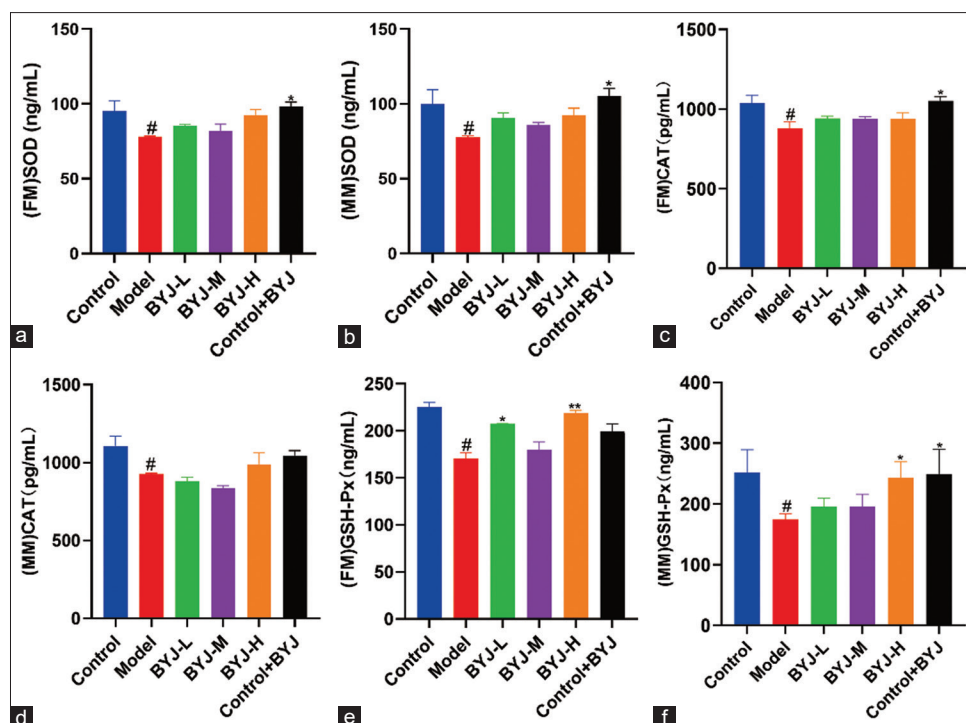 150
100
50
0
(FM)SOD (ng/mL)
#
*
Control
Model
BYJ-L
BYJ-M
BYJ-H
Control+BYJ
a
150
100
50
0
(MM)SOD (ng/mL)
#
*
Control
Model
BYJ-L
BYJ-M
BYJ-H
Control+BYJ
b
1500
1000
500
0
(FM)CAT(pg/mL)
#
*
Control
Model
BYJ-L
BYJ-M
BYJ-H
Control+BYJ
c
1500
1000
500
0
(MM)CAT(pg/mL)
#
Control
Model
BYJ-L
BYJ-M
BYJ-H
Control+BYJ
d
250
200
150
100
50
0
(FM)GSH-Px(ng/mL)
#
*
**
Control
Model
BYJ-L
BYJ-M
BYJ-H
Control+BYJ
e
400
300
200
100
0
(MM)GSH-Px(ng/mL)
#
*
*
Control
Model
BYJ-L
BYJ-M
BYJ-H
Control+BYJ
f